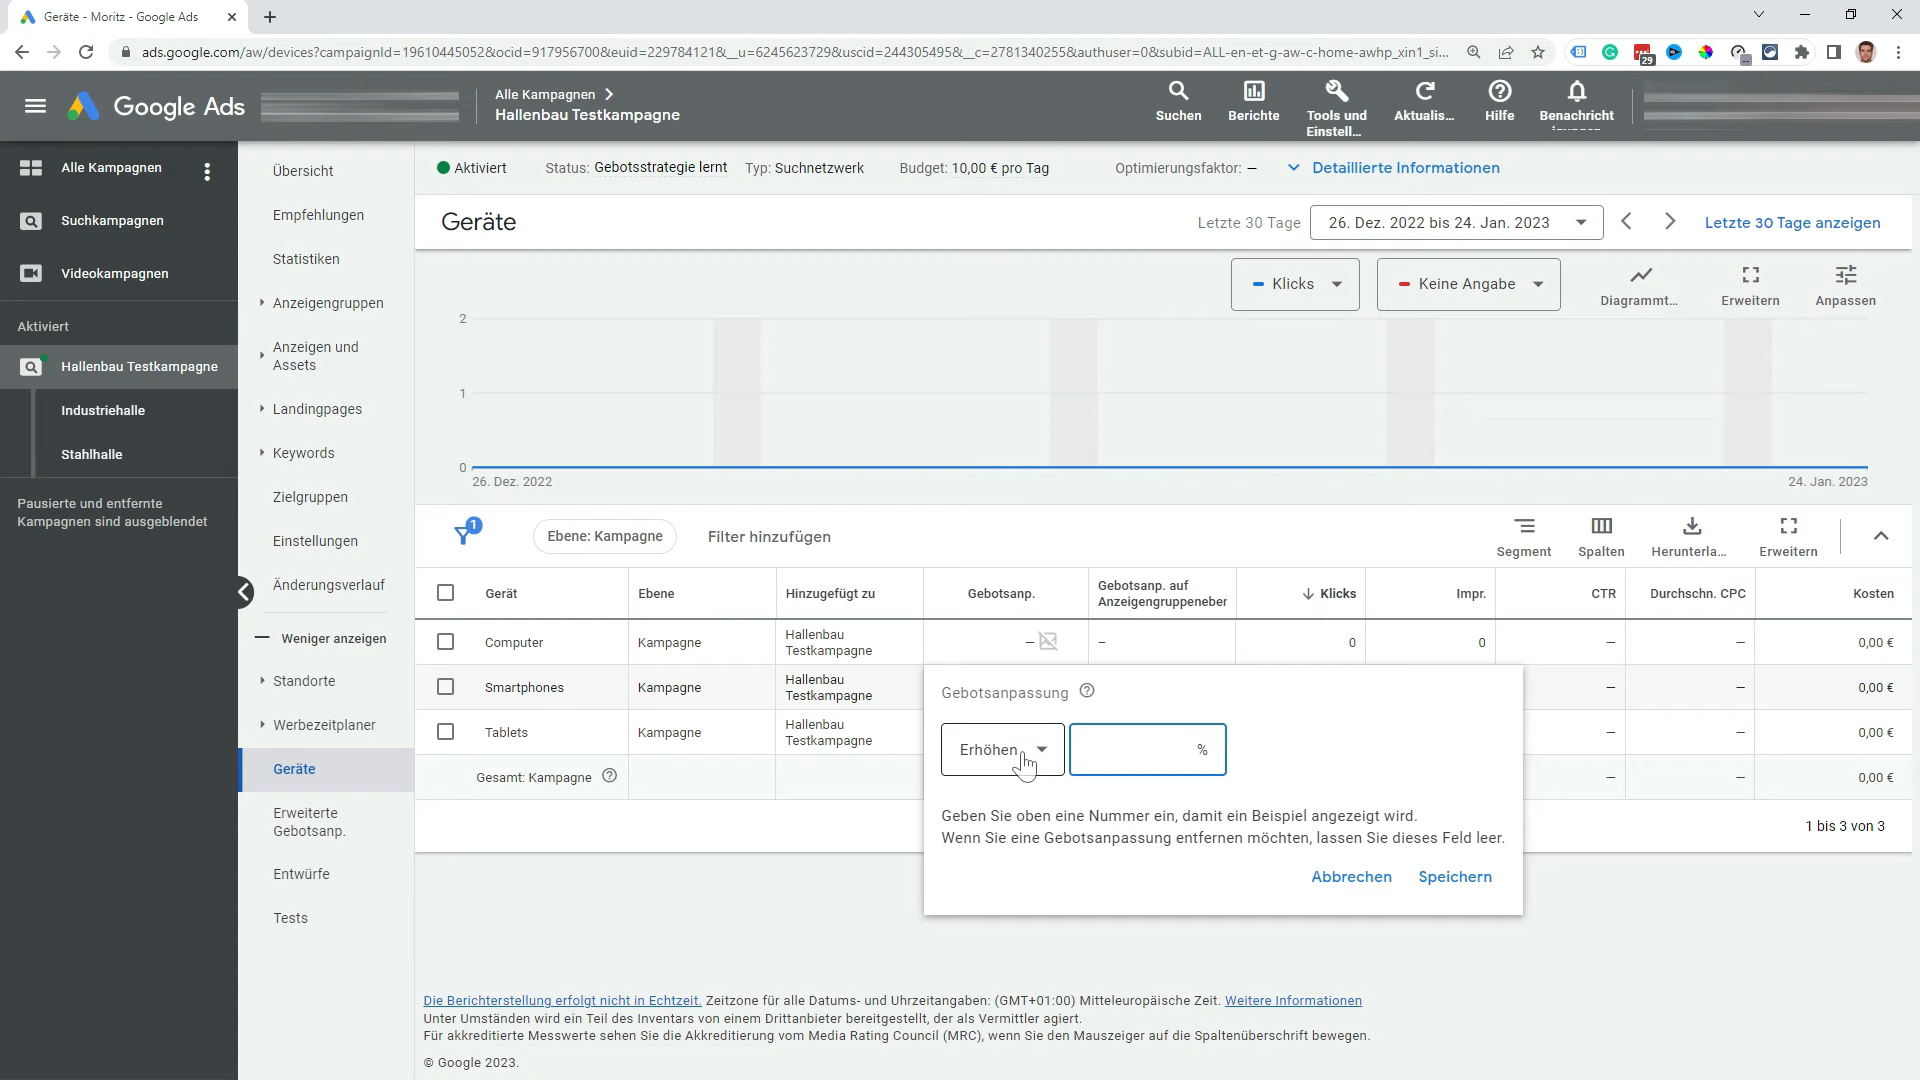 Geräte - Moritz - Google Ads
ads.google.com/aw/devices?campaignId=19610445052&ocid=917956700&euid=229784121&__u=6245623729&uscid=244305495&__c=2781340255&authuser=0&subid=ALL-en-et-g-aw-c-home-awhp_xin1_si...
29
Google Ads
Alle Kampagnen
Hallenbau Testkampagne
Suchen
Berichte
Tools und
Einstell...
Aktualis...
Hilfe
Benachricht
Alle Kampagnen
Suchkampagnen
Videokampagnen
Aktiviert
Hallenbau Testkampagne
Industriehalle
Stahlhalle
Pausierte und entfernte
Kampagnen sind ausgeblendet
Übersicht
Empfehlungen
Statistiken
Anzeigengruppen
Anzeigen und
Assets
Landingpages
Keywords
Zielgruppen
Einstellungen
Änderungsverlauf
Weniger anzeigen
Standorte
Werbezeitplaner
Geräte
Erweiterte
Gebotsanp.
Entwürfe
Tests
Aktiviert
Status: Gebotsstrategie lernt
Typ: Suchnetzwerk
Budget: 10,00 € pro Tag
Optimierungsfaktor: —
Detaillierte Informationen
Geräte
Letzte 30 Tage
26. Dez. 2022 bis 24. Jan. 2023
Letzte 30 Tage anzeigen
Klicks
Keine Angabe
Diagrammt...
Erweitern
Anpassen
2
1
0
26. Dez. 2022
24. Jan. 2023
1
Ebene: Kampagne
Filter hinzufügen
Segment
Spalten
Herunterla...
Erweitern
Gerät
Ebene
Hinzugefügt zu
Gebotsanp.
Gebotsanp. auf
Anzeigengruppeneber
Klicks
Impr.
CTR
Durchschn. CPC
Kosten
Computer
Kampagne
Hallenbau
Testkampagne
—
–
0
0
—
—
0,00 €
Smartphones
Kampagne
Hallenbau
Testkampagne
—
—
0,00 €
Tablets
Kampagne
Hallenbau
Testkampagne
—
—
0,00 €
Gesamt: Kampagne
—
—
0,00 €
1 bis 3 von 3
Gebotsanpassung
Erhöhen
%
Geben Sie oben eine Nummer ein, damit ein Beispiel angezeigt wird.
Wenn Sie eine Gebotsanpassung entfernen möchten, lassen Sie dieses Feld leer.
Abbrechen
Speichern
Die Berichterstellung erfolgt nicht in Echtzeit. Zeitzone für alle Datums- und Uhrzeitangaben: (GMT+01:00) Mitteleuropäische Zeit. Weitere Informationen
Unter Umständen wird ein Teil des Inventars von einem Drittanbieter bereitgestellt, der als Vermittler agiert.
Für akkreditierte Messwerte sehen Sie die Akkreditierung vom Media Rating Council (MRC), wenn Sie den Mauszeiger auf die Spaltenüberschrift bewegen.
© Google 2023.